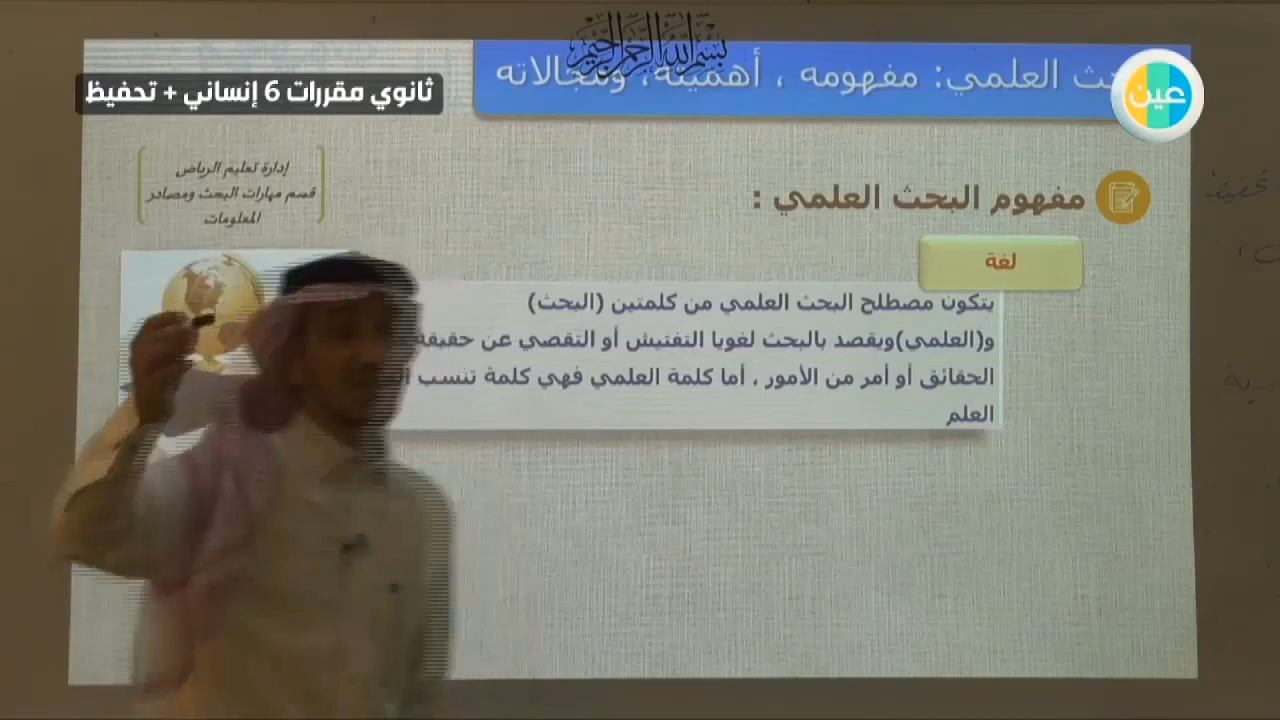 بسم الله الرحمن الرحيم
العلمي: مفهومه ، أهميته ، ومجالاته
عين
ثانوي مقررات 6 إنساني + تحفيظ
إدارة تعليم الرياض
قسم مهارات البحث ومصادر
المعلومات
مفهوم البحث العلمي :
لغة
يتكون مصطلح البحث العلمي من كلمتين (البحث)
و(العلمي)ويقصد بالبحث لغويا التفتيش أو التقصي عن حقيقة
الحقائق أو أمر من الأمور ، أما كلمة العلمي فهي كلمة تنسب
العلم